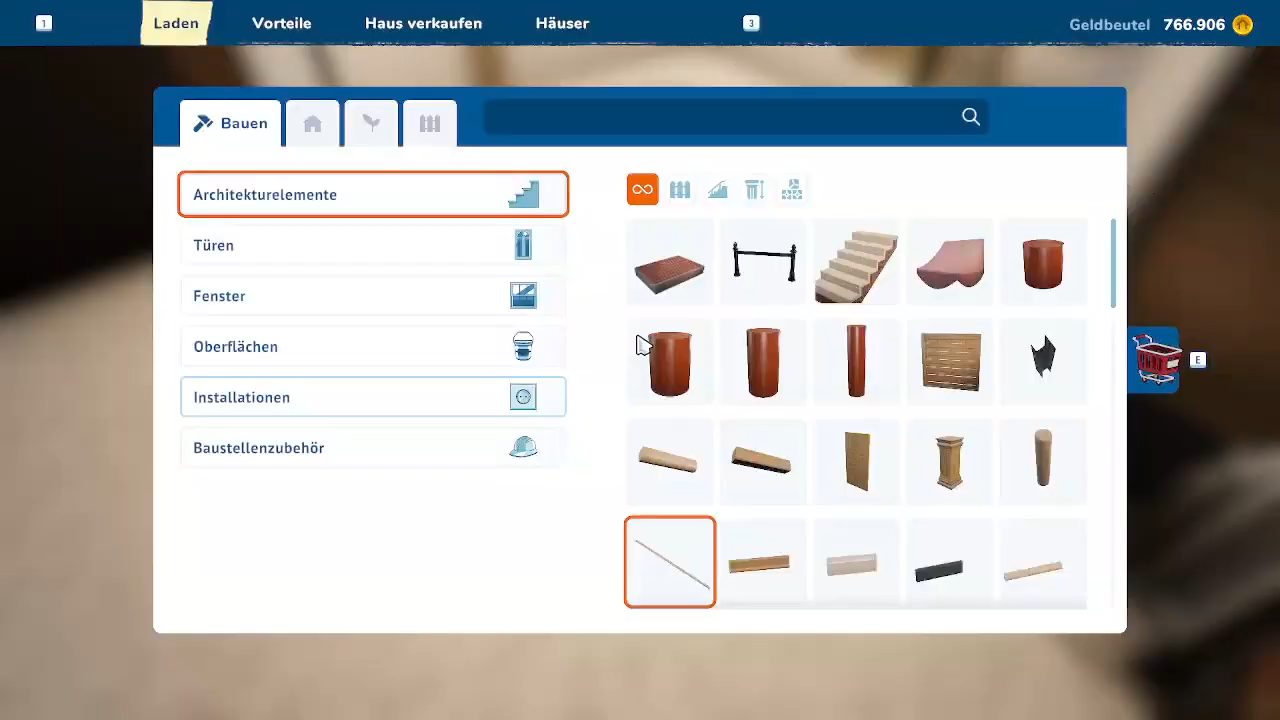 1
Laden
Vorteile
Haus verkaufen
Häuser
3
Geldbeutel 766.906
Bauen
Architekturelemente
Türen
Fenster
Oberflächen
Installationen
Baustellenzubehör
E